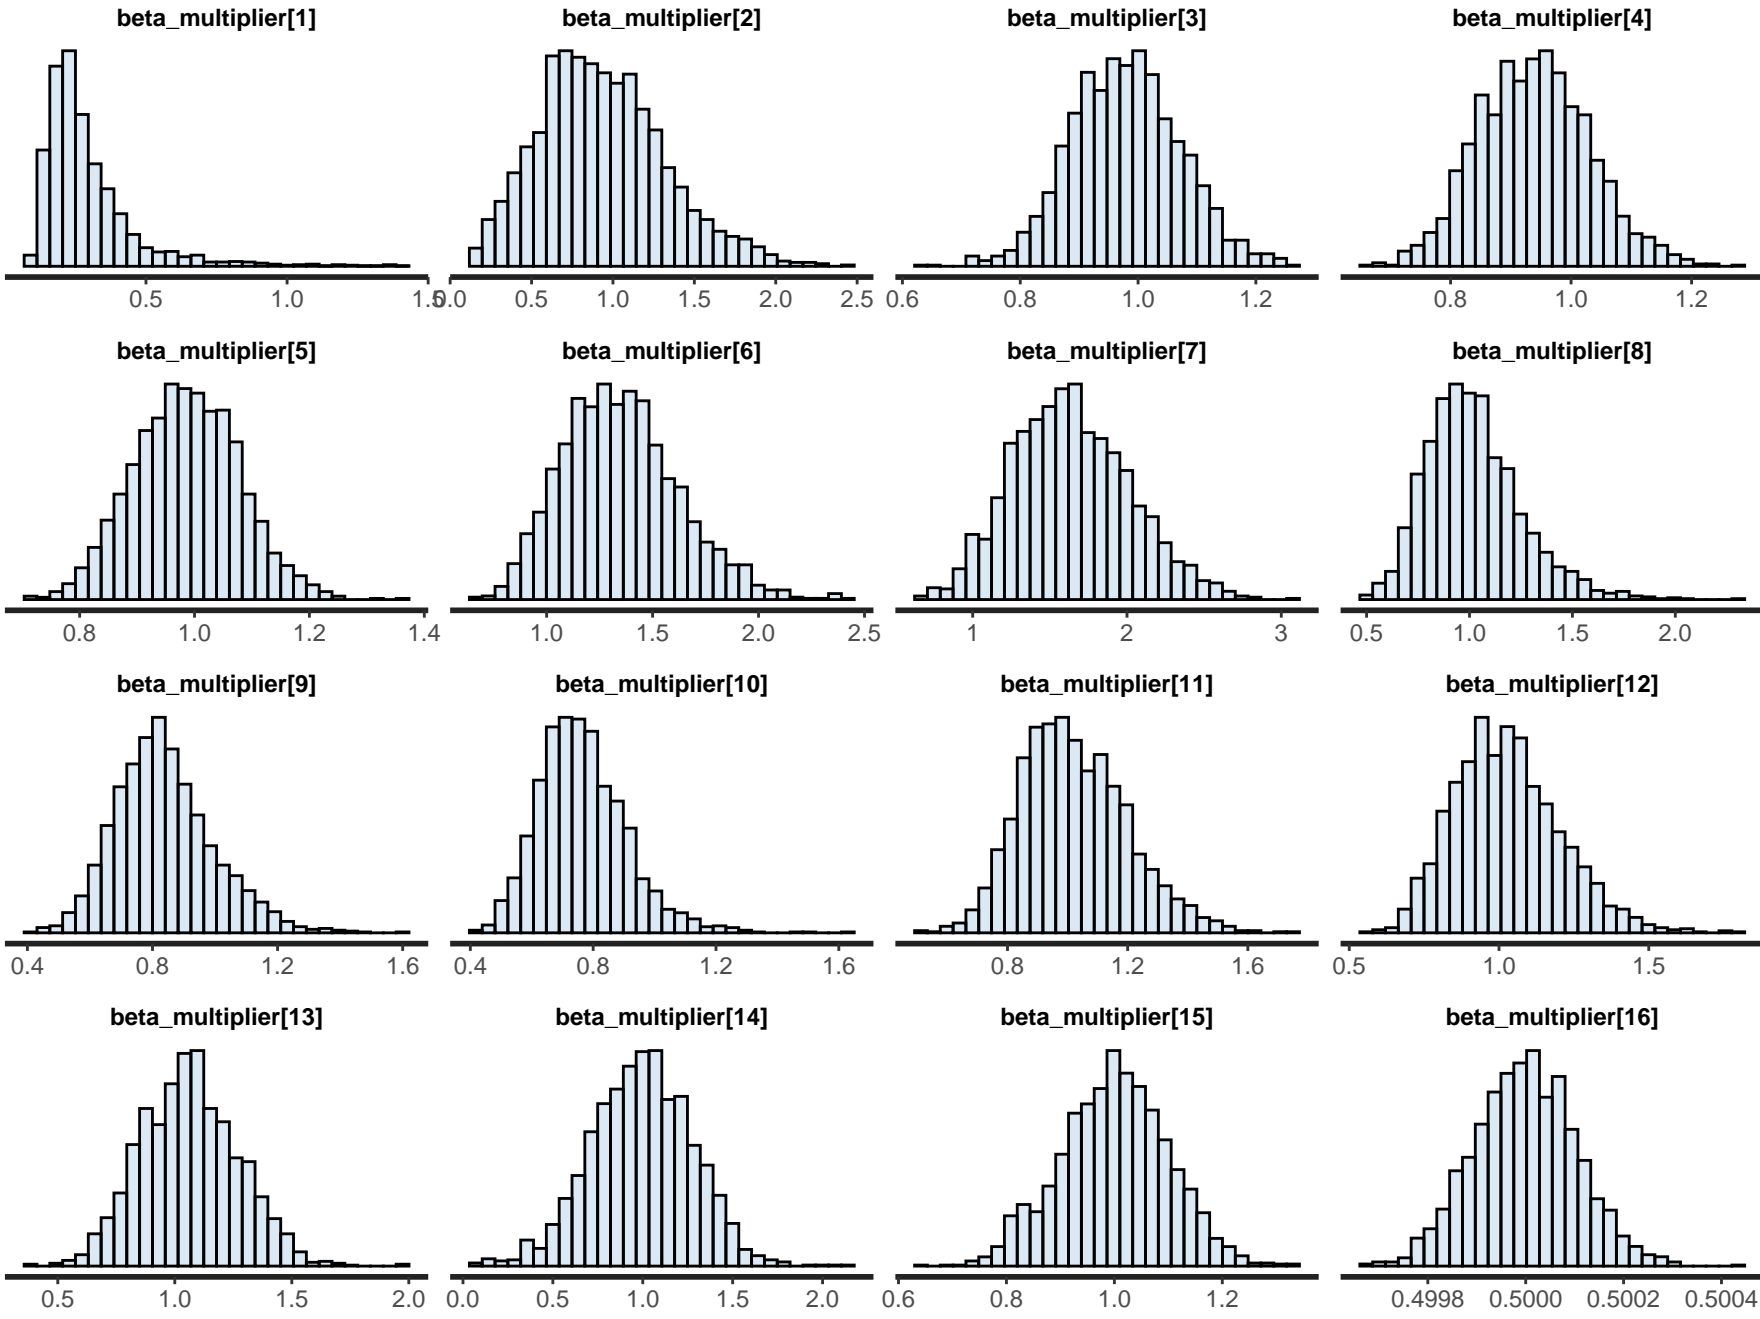 beta_multiplier[1] beta_multiplier[2] beta_multiplier[3] beta_multiplier[4]
0.5 1.0 1.5 0.0 0.5 1.0 1.5 2.0 2.5 0.6 0.8 1.0 1.2 0.8 1.0 1.2
beta_multiplier[5] beta_multiplier[6] beta_multiplier[7] beta_multiplier[8]
0.8 1.0 1.2 1.4 1.0 1.5 2.0 2.5 1 2 3 0.5 1.0 1.5 2.0
beta_multiplier[9] beta_multiplier[10] beta_multiplier[11] beta_multiplier[12]
0.4 0.8 1.2 1.6 0.4 0.8 1.2 1.6 0.8 1.2 1.6 0.5 1.0 1.5
beta_multiplier[13] beta_multiplier[14] beta_multiplier[15] beta_multiplier[16]
0.5 1.0 1.5 2.0 0.0 0.5 1.0 1.5 2.0 0.6 0.8 1.0 1.2 0.4998 0.5000 0.5002 0.5004